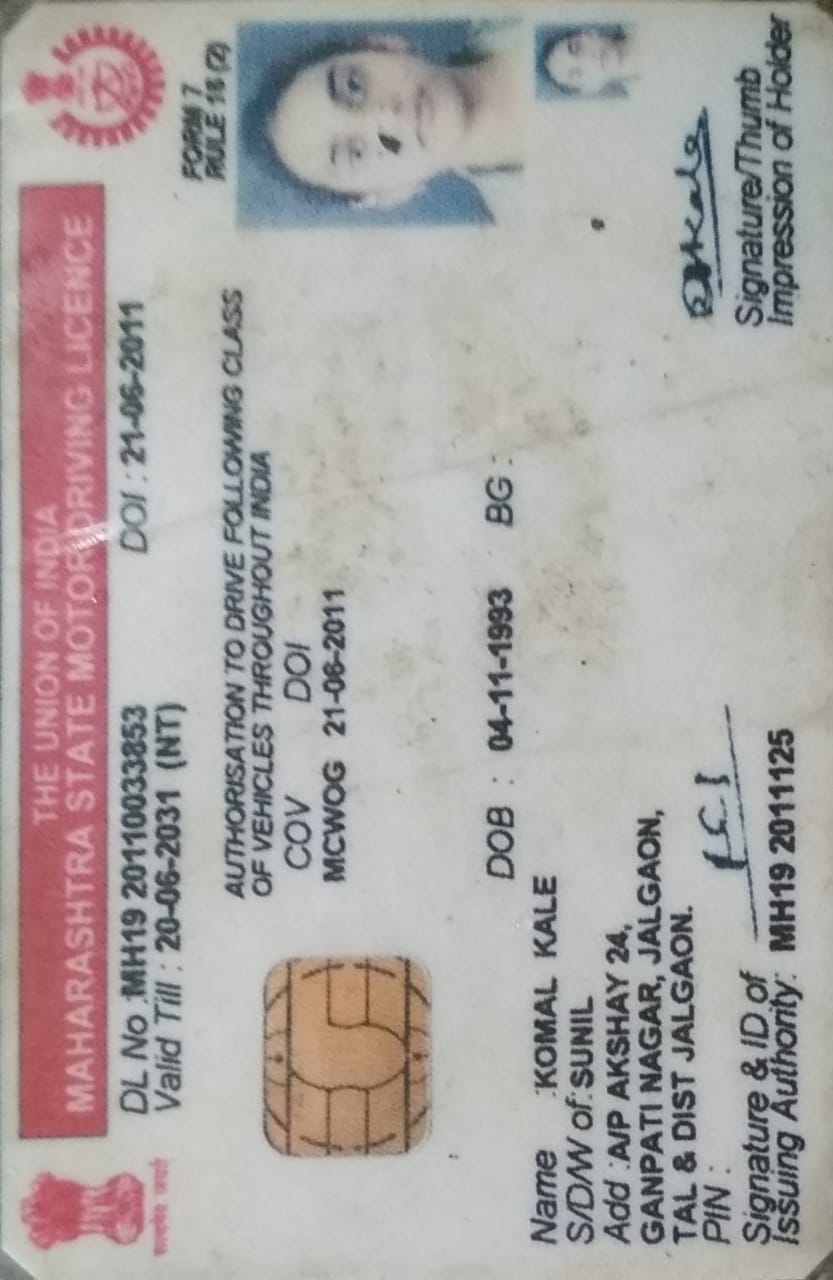 THE UNION OF INDIA
MAHARASHTRA STATE MOTOR DRIVING LICENCE
DL No :MH19 20110033853 DOI : 21-06-2011
Valid Till : 20-06-2031 (NT)
FORM 7
RULE 16 (2)
AUTHORISATION TO DRIVE FOLLOWING CLASS
OF VEHICLES THROUGHOUT INDIA
COV DOI
MCWOG 21-06-2011
DOB : 04-11-1993 BG :
Name :KOMAL KALE
S/D/W of:SUNIL
Add :A/P AKSHAY 24,
GANPATI NAGAR, JALGAON,
TAL & DIST JALGAON.
PIN :
Signature & ID of
Issuing Authority: MH19 2011125
Signature/Thumb
Impression of Holder
सत्यमेव जयते